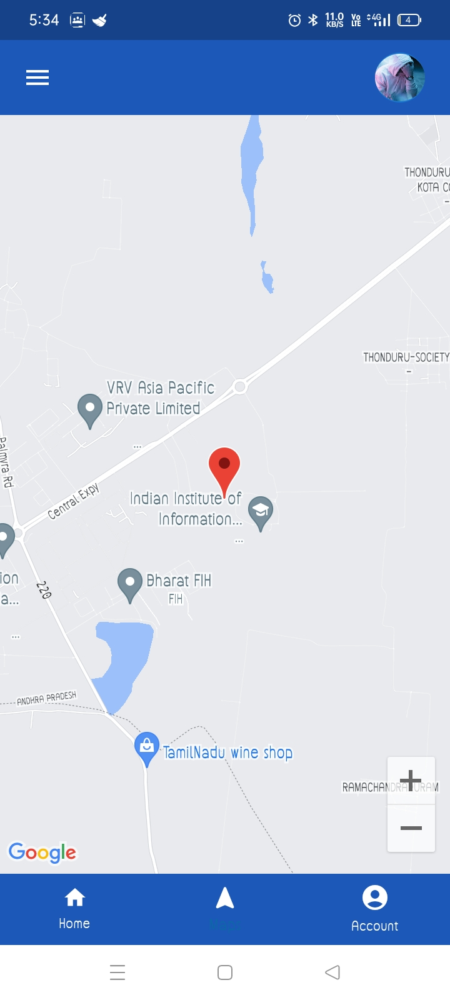 5:34
11.0
KB/S
Vo
LTE
4G
4
THONDURU
KOTA CO
-
THONDURU-SOCIETY
-
VRV Asia Pacific
Private Limited
...
Palmyra Rd
Central Expy
Indian Institute of
Information...
...
ion
a...
220
Bharat FIH
FIH
...
ANDHRA PRADESH
TamilNadu wine shop
RAMACHANDRAPURAM
+
−
Google
Home
Account